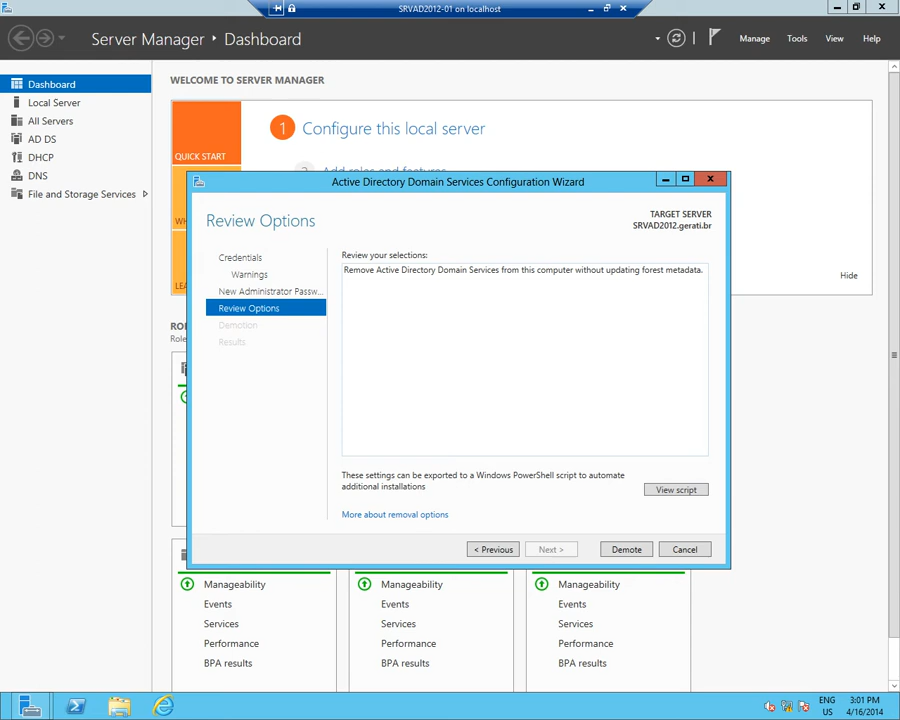 SRVAD2012-01 on localhost
Server Manager ‣ Dashboard
Manage
Tools
View
Help
Dashboard
Local Server
All Servers
AD DS
DHCP
DNS
File and Storage Services
WELCOME TO SERVER MANAGER
QUICK START
1 Configure this local server
2 Add roles and features
Hide
Active Directory Domain Services Configuration Wizard
Review Options
TARGET SERVER
SRVAD2012.gerati.br
Credentials
Warnings
New Administrator Passw...
Review Options
Demotion
Results
Review your selections:
Remove Active Directory Domain Services from this computer without updating forest metadata.
These settings can be exported to a Windows PowerShell script to automate
additional installations
View script
More about removal options
< Previous
Next >
Demote
Cancel
Manageability
Events
Services
Performance
BPA results
Manageability
Events
Services
Performance
BPA results
Manageability
Events
Services
Performance
BPA results
ENG
US
3:01 PM
4/16/2014